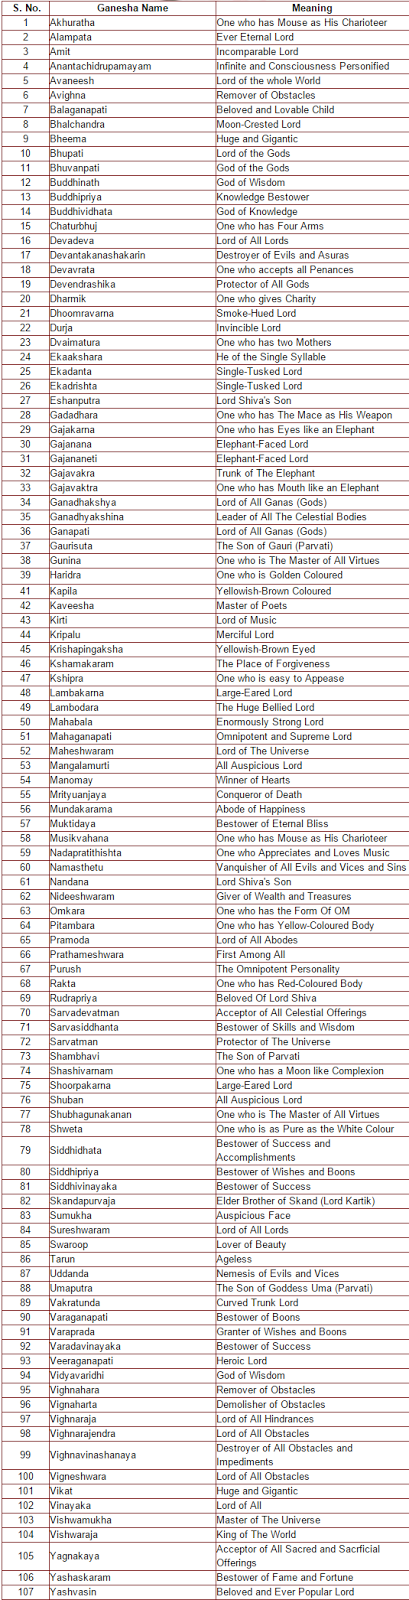 S. No. Ganesha Name Meaning
1 Akhuratha One who has Mouse as His Charioteer
2 Alampata Ever Eternal Lord
3 Amit Incomparable Lord
4 Anantachidrupamayam Infinite and Consciousness Personified
5 Avaneesh Lord of the whole World
6 Avighna Remover of Obstacles
7 Balaganapati Beloved and Lovable Child
8 Bhalchandra Moon-Crested Lord
9 Bheema Huge and Gigantic
10 Bhupati Lord of the Gods
11 Bhuvanpati God of the Gods
12 Buddhinath God of Wisdom
13 Buddhipriya Knowledge Bestower
14 Buddhividhata God of Knowledge
15 Chaturbhuj One who has Four Arms
16 Devadeva Lord of All Lords
17 Devantakanashakarin Destroyer of Evils and Asuras
18 Devavrata One who accepts all Penances
19 Devendrashika Protector of All Gods
20 Dharmik One who gives Charity
21 Dhoomravarna Smoke-Hued Lord
22 Durja Invincible Lord
23 Dvaimatura One who has two Mothers
24 Ekaakshara He of the Single Syllable
25 Ekadanta Single-Tusked Lord
26 Ekadrishta Single-Tusked Lord
27 Eshanputra Lord Shiva's Son
28 Gadadhara One who has The Mace as His Weapon
29 Gajakarna One who has Eyes like an Elephant
30 Gajanana Elephant-Faced Lord
31 Gajananeti Elephant-Faced Lord
32 Gajavakra Trunk of The Elephant
33 Gajavaktra One who has Mouth like an Elephant
34 Ganadhakshya Lord of All Ganas (Gods)
35 Ganadhyakshina Leader of All The Celestial Bodies
36 Ganapati Lord of All Ganas (Gods)
37 Gaurisuta The Son of Gauri (Parvati)
38 Gunina One who is The Master of All Virtues
39 Haridra One who is Golden Coloured
41 Kapila Yellowish-Brown Coloured
42 Kaveesha Master of Poets
43 Kirti Lord of Music
44 Kripalu Merciful Lord
45 Krishapingaksha Yellowish-Brown Eyed
46 Kshamakaram The Place of Forgiveness
47 Kshipra One who is easy to Appease
48 Lambakarna Large-Eared Lord
49 Lambodara The Huge Bellied Lord
50 Mahabala Enormously Strong Lord
51 Mahaganapati Omnipotent and Supreme Lord
52 Maheshwaram Lord of The Universe
53 Mangalamurti All Auspicious Lord
54 Manomay Winner of Hearts
55 Mrityuanjaya Conqueror of Death
56 Mundakarama Abode of Happiness
57 Muktidaya Bestower of Eternal Bliss
58 Musikvahana One who has Mouse as His Charioteer
59 Nadapratitishta One who Appreciates and Loves Music
60 Namasthetu Vanquisher of All Evils and Vices and Sins
61 Nandana Lord Shiva's Son
62 Nideeshwaram Giver of Wealth and Treasures
63 Omkara One who has the Form Of OM
64 Pitambara One who has Yellow-Coloured Body
65 Pramoda Lord of All Abodes
66 Prathameshwara First Among All
67 Purush The Omnipotent Personality
68 Rakta One who has Red-Coloured Body
69 Rudrapriya Beloved Of Lord Shiva
70 Sarvadevatman Acceptor of All Celestial Offerings
71 Sarvasiddhanta Bestower of Skills and Wisdom
72 Sarvatman Protector of The Universe
73 Shambhavi The Son of Parvati
74 Shashivarnam One who has a Moon like Complexion
75 Shoorpakarna Large-Eared Lord
76 Shuban All Auspicious Lord
77 Shubhagunakanan One who is The Master of All Virtues
78 Shweta One who is as Pure as the White Colour
79 Siddhidhata Bestower of Success and
Accomplishments
80 Siddhipriya Bestower of Wishes and Boons
81 Siddhivinayaka Bestower of Success
82 Skandapurvaja Elder Brother of Skand (Lord Kartik)
83 Sumukha Auspicious Face
84 Sureshwaram Lord of All Lords
85 Swaroop Lover of Beauty
86 Tarun Ageless
87 Uddanda Nemesis of Evils and Vices
88 Umaputra The Son of Goddess Uma (Parvati)
89 Vakratunda Curved Trunk Lord
90 Varaganapati Bestower of Boons
91 Varaprada Granter of Wishes and Boons
92 Varadavinayaka Bestower of Success
93 Veeraganapati Heroic Lord
94 Vidyavaridhi God of Wisdom
95 Vighnahara Remover of Obstacles
96 Vignaharta Demolisher of Obstacles
97 Vighnaraja Lord of All Hindrances
98 Vighnarajendra Lord of All Obstacles
99 Vighnavinashanaya Destroyer of All Obstacles and
Impediments
100 Vigneshwara Lord of All Obstacles
101 Vikat Huge and Gigantic
102 Vinayaka Lord of All
103 Vishwamukha Master of The Universe
104 Vishwaraja King of The World
105 Yagnakaya Acceptor of All Sacred and Sacrficial
Offerings
106 Yashaskaram Bestower of Fame and Fortune
107 Yashvasin Beloved and Ever Popular Lord